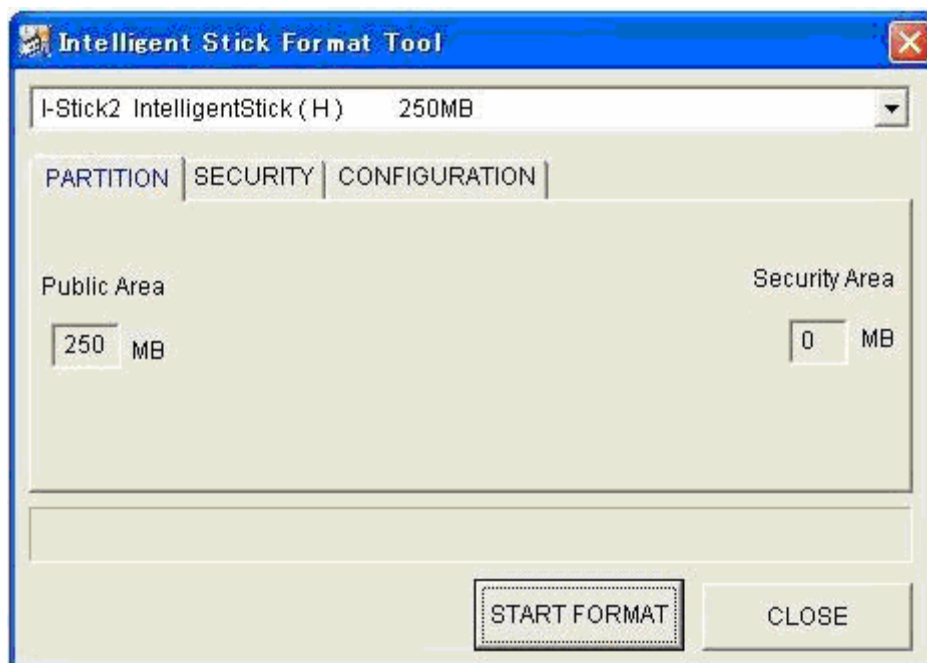 Intelligent Stick Format Tool
I-Stick2 IntelligentStick ( H ) 250MB
PARTITION SECURITY CONFIGURATION
Public Area Security Area
250 MB 0 MB
START FORMAT CLOSE